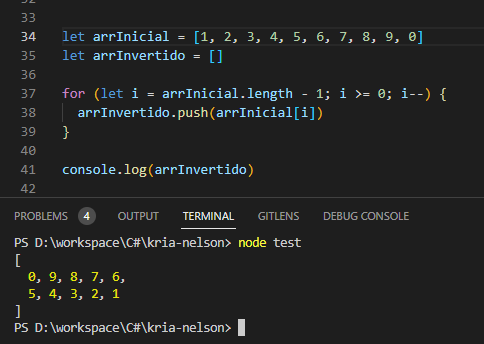 33
34 let arrInicial = [1, 2, 3, 4, 5, 6, 7, 8, 9, 0]
35 let arrInvertido = []
36
37 for (let i = arrInicial.length - 1; i >= 0; i--) {
38 arrInvertido.push(arrInicial[i])
39 }
40
41 console.log(arrInvertido)
42
PROBLEMS 4 OUTPUT TERMINAL GITLENS DEBUG CONSOLE
PS D:\workspace\C#\kria-nelson> node test
[
0, 9, 8, 7, 6,
5, 4, 3, 2, 1
]
PS D:\workspace\C#\kria-nelson>